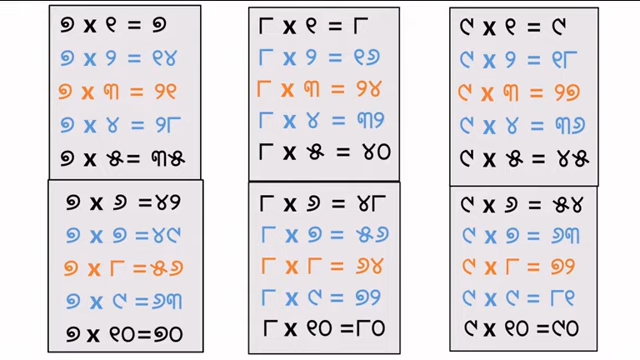 ୭ x ୧ = ୭
୭ x ୨ = ୧୪
୭ x ୩ = ୨୧
୭ x ୪ = ୨୮
୭ x ୫= ୩୫
୭ x ୬ =୪୨
୭ x ୭ =୪୯
୭ x ୮ =୫୬
୭ x ୯ =୬୩
୭ x ୧୦=୭୦
୮ x ୧ = ୮
୮ x ୨ = ୧୬
୮ x ୩ = ୨୪
୮ x ୪ = ୩୨
୮ x ୫ = ୪୦
୮ x ୬ = ୪୮
୮ x ୭ = ୫୬
୮ x ୮ = ୬୪
୮ x ୯ = ୭୨
୮ x ୧୦ =୮୦
୯ x ୧ = ୯
୯ x ୨ = ୧୮
୯ x ୩ = ୨୭
୯ x ୪ = ୩୬
୯ x ୫ = ୪୫
୯ x ୬ = ୫୪
୯ x ୭ = ୬୩
୯ x ୮ = ୭୨
୯ x ୯ = ୮୧
୯ x ୧୦ =୯୦